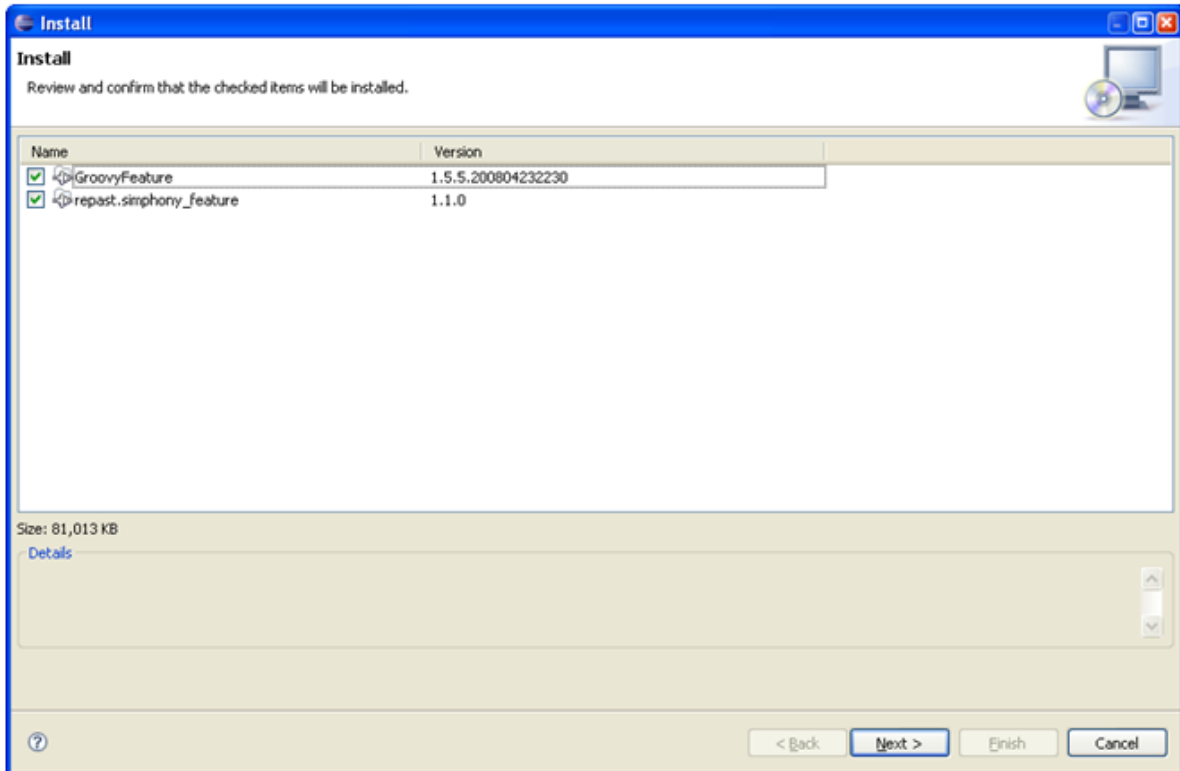 Install
Install
Review and confirm that the checked items will be installed.
Name Version
GroovyFeature 1.5.5.200804232230
repast.simphony_feature 1.1.0
Size: 81,013 KB
Details
? < Back Next > Finish Cancel